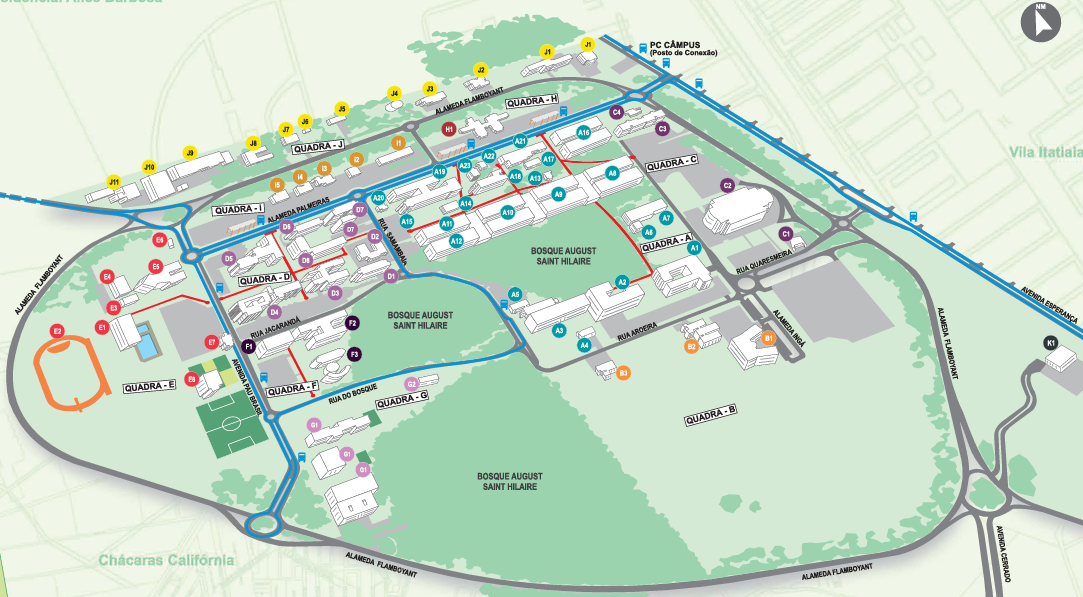 sidencial Alice Barbosa
NM
PC CÂMPUS
(Posto de Conexão)
J1
J1
J2
J3
J4
J5
J6
J7
J8
J9
J10
J11
ALAMEDA FLAMBOYANT
QUADRA - H
QUADRA - J
H1
I1
I2
I3
I4
I5
QUADRA - I
ALAMEDA PALMEIRAS
C4
C3
QUADRA - C
C2
C1
Vila Itatiaia
A16
A21
A22
A17
A23
A18
A13
A19
A8
A9
A14
A20
A10
A15
A11
A12
A7
A6
QUADRA - A
A1
A2
A5
A3
A4
RUA SAMAMBAIA
D7
D7
D6
D2
D5
D8
QUADRA - D
D1
D3
D4
BOSQUE AUGUST
SAINT HILAIRE
RUA QUARESMEIRA
AVENIDA ESPERANÇA
E6
E5
E4
E3
E1
E2
E7
E8
ALAMEDA FLAMBOYANT
QUADRA - E
RUA JACARANDÁ
F2
F1
F3
QUADRA - F
AVENIDA PAU BRASIL
BOSQUE AUGUST
SAINT HILAIRE
RUA AROEIRA
ALAMEDA INGÁ
B2
B1
B3
QUADRA - B
ALAMEDA FLAMBOYANT
K1
RUA DO BOSQUE
G2
QUADRA - G
G1
G1
G1
BOSQUE AUGUST
SAINT HILAIRE
Chácaras Califórnia
ALAMEDA FLAMBOYANT
ALAMEDA FLAMBOYANT
AVENIDA CERRADO